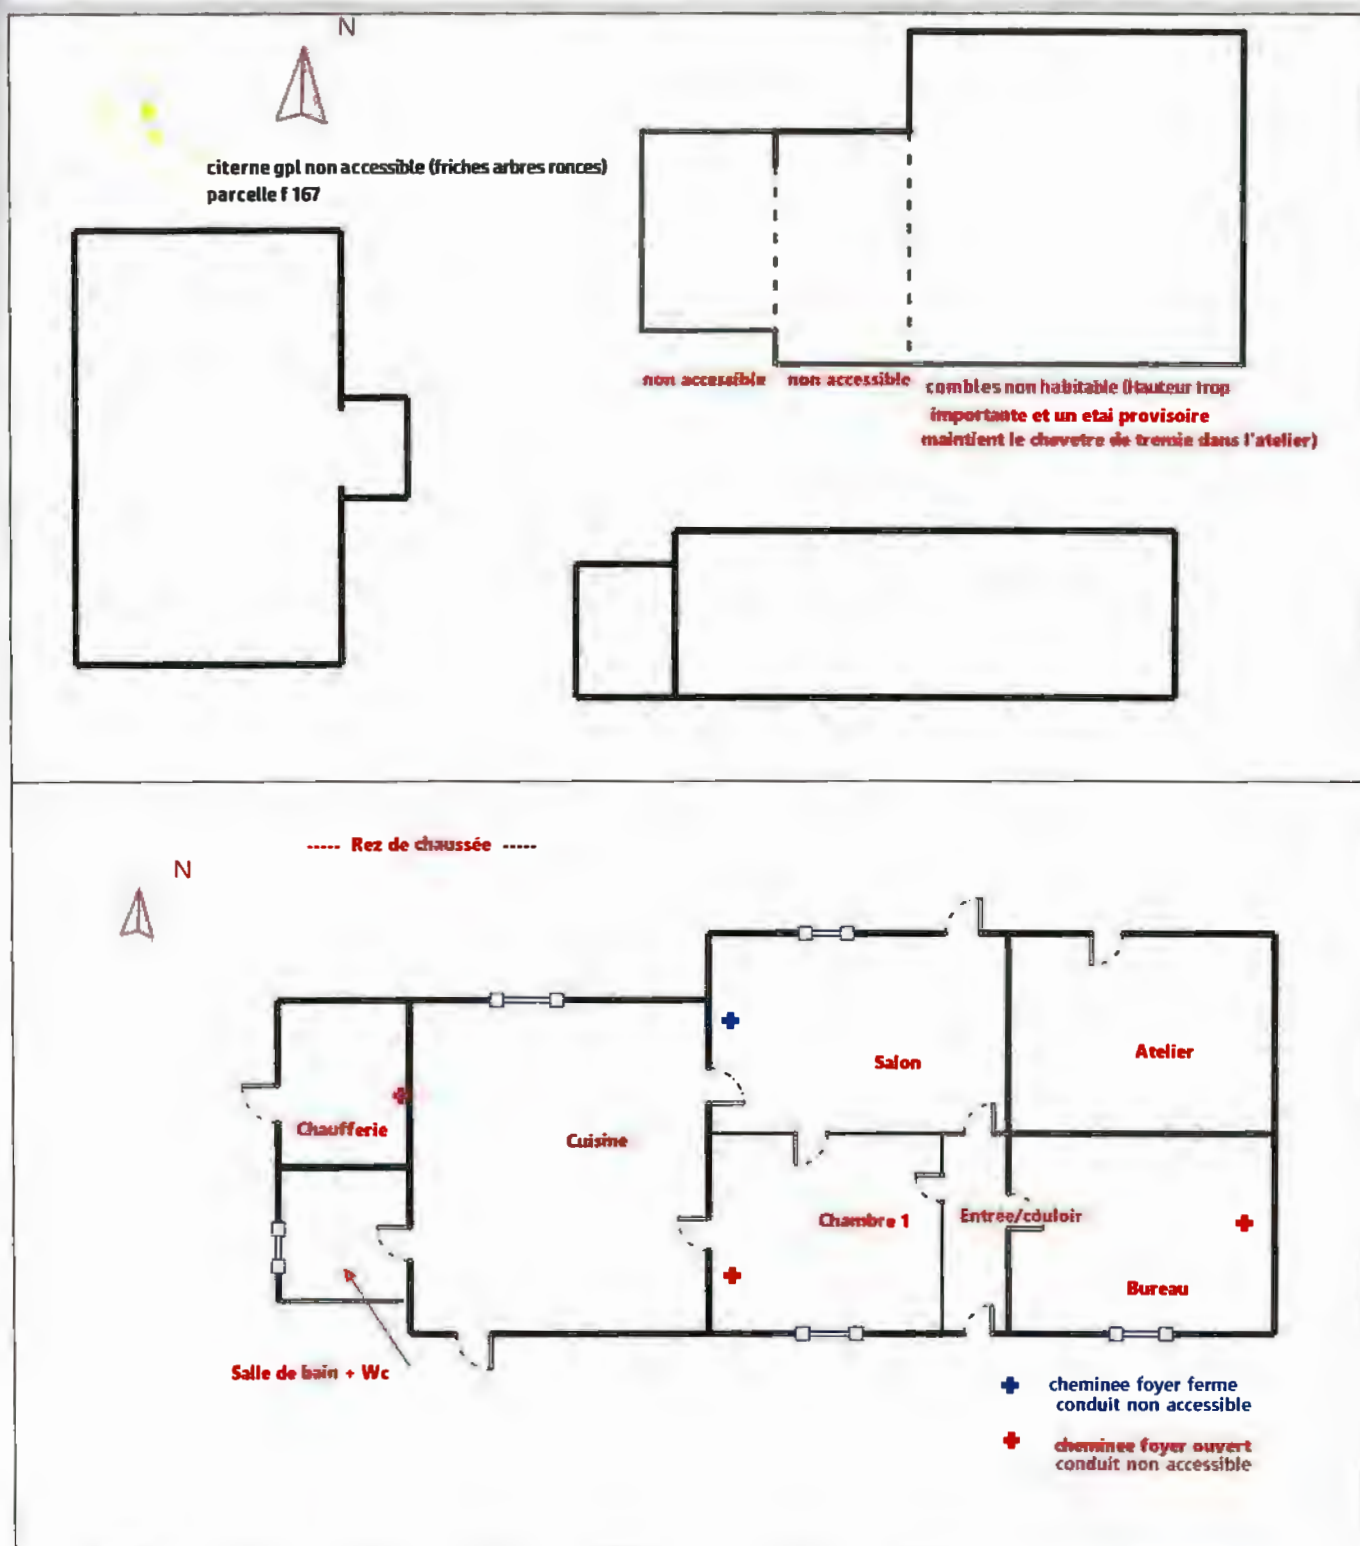 N
citerne gpl non accessible (friches arbres ronces)
parcelle f 167
non accessible
non accessible
combles non habitable (Hauteur trop
importante et un etai provisoire
maintient le chevetre de tremie dans l'atelier)
----- Rez de chaussée -----
N
Salon
Atelier
Chaufferie
Cuisine
Chambre 1
Entree/couloir
Bureau
Salle de bain + Wc
cheminee foyer ferme
conduit non accessible
cheminee foyer ouvert
conduit non accessible